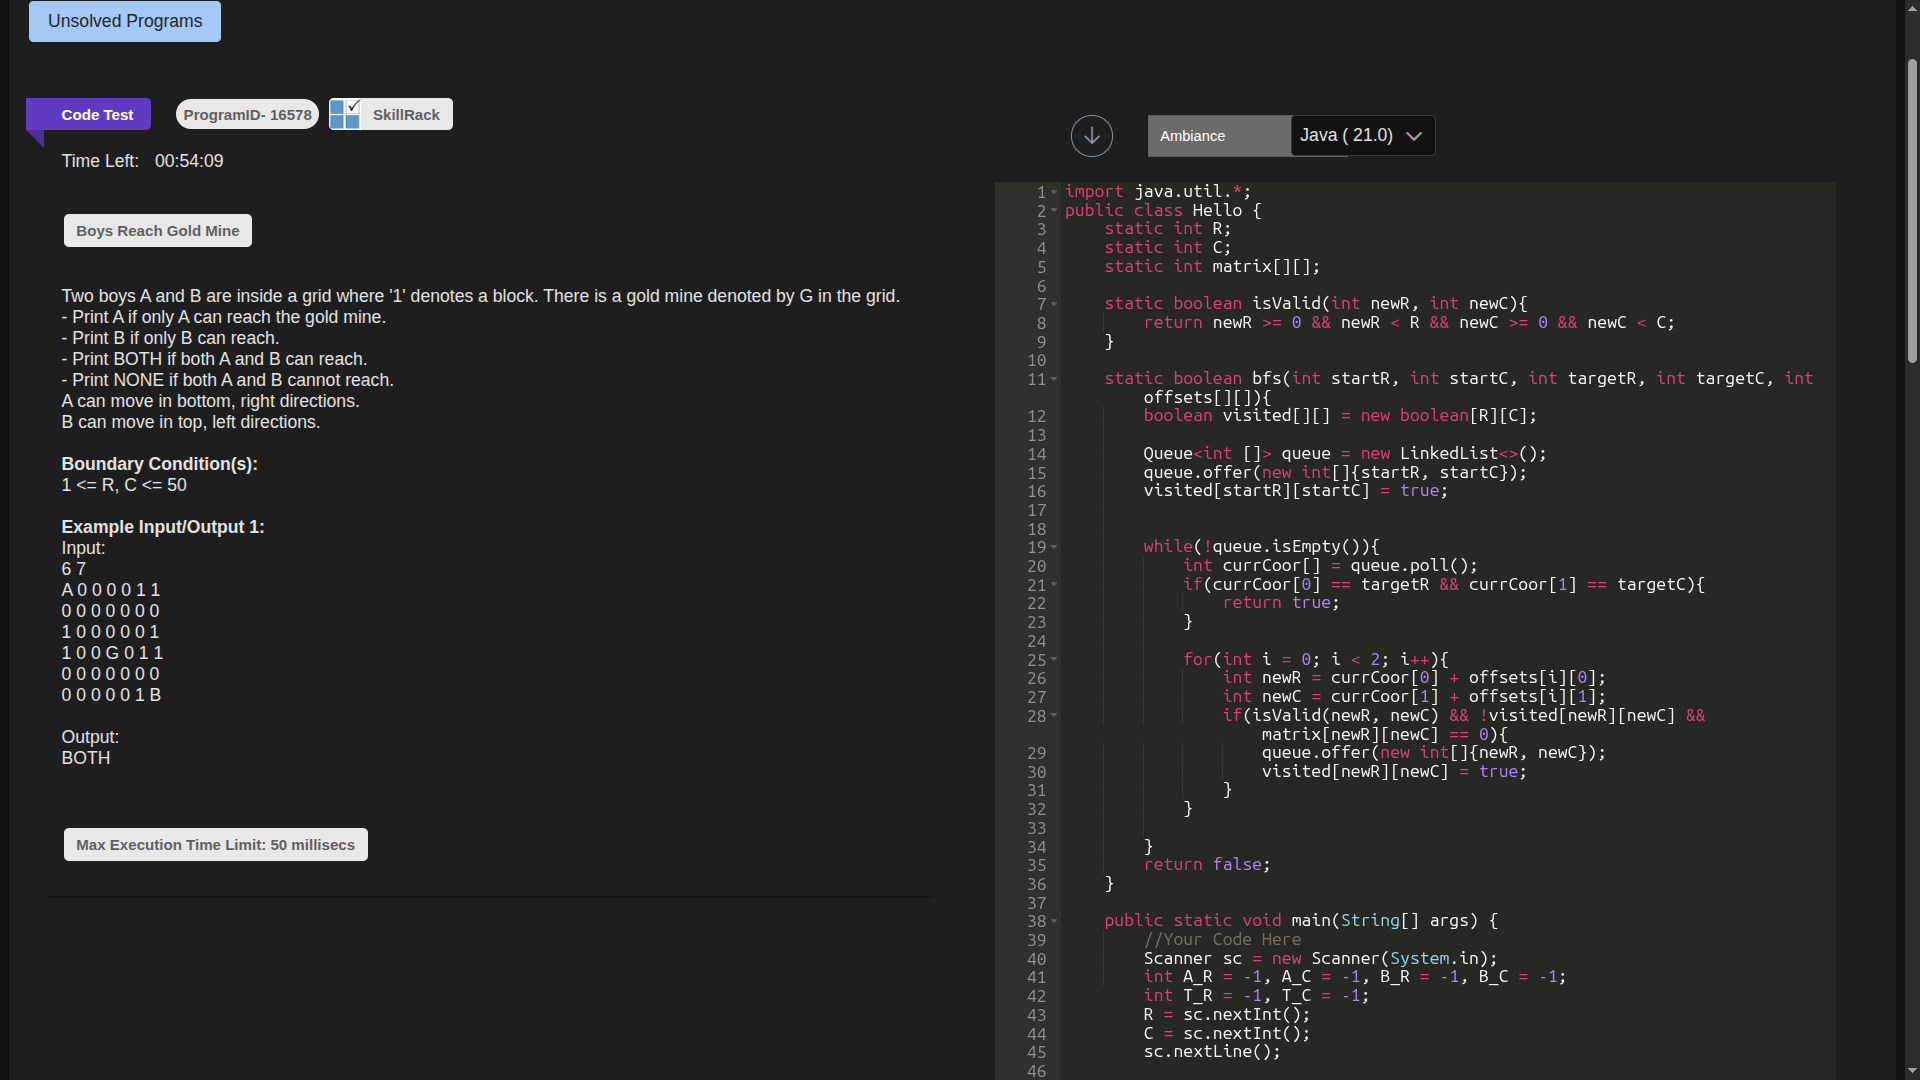 Unsolved Programs
Code Test
ProgramID- 16578
SkillRack
Time Left: 00:54:09
Boys Reach Gold Mine
Two boys A and B are inside a grid where '1' denotes a block. There is a gold mine denoted by G in the grid.
- Print A if only A can reach the gold mine.
- Print B if only B can reach.
- Print BOTH if both A and B can reach.
- Print NONE if both A and B cannot reach.
A can move in bottom, right directions.
B can move in top, left directions.
Boundary Condition(s):
1 <= R, C <= 50
Example Input/Output 1:
Input:
6 7
A 0 0 0 0 1 1
0 0 0 0 0 0 0
1 0 0 0 0 0 1
1 0 0 G 0 1 1
0 0 0 0 0 0 0
0 0 0 0 0 1 B
Output:
BOTH
Max Execution Time Limit: 50 millisecs
Ambiance
Java ( 21.0)
1 import java.util.*;
2 public class Hello {
3 static int R;
4 static int C;
5 static int matrix[][];
6
7 static boolean isValid(int newR, int newC){
8 return newR >= 0 && newR < R && newC >= 0 && newC < C;
9 }
10
11 static boolean bfs(int startR, int startC, int targetR, int targetC, int
offsets[][]){
12 boolean visited[][] = new boolean[R][C];
13
14 Queue<int []> queue = new LinkedList<>();
15 queue.offer(new int[]{startR, startC});
16 visited[startR][startC] = true;
17
18
19 while(!queue.isEmpty()){
20 int currCoor[] = queue.poll();
21 if(currCoor[0] == targetR && currCoor[1] == targetC){
22 return true;
23 }
24
25 for(int i = 0; i < 2; i++){
26 int newR = currCoor[0] + offsets[i][0];
27 int newC = currCoor[1] + offsets[i][1];
28 if(isValid(newR, newC) && !visited[newR][newC] &&
matrix[newR][newC] == 0){
29 queue.offer(new int[]{newR, newC});
30 visited[newR][newC] = true;
31 }
32 }
33
34 }
35 return false;
36 }
37
38 public static void main(String[] args) {
39 //Your Code Here
40 Scanner sc = new Scanner(System.in);
41 int A_R = -1, A_C = -1, B_R = -1, B_C = -1;
42 int T_R = -1, T_C = -1;
43 R = sc.nextInt();
44 C = sc.nextInt();
45 sc.nextLine();
46